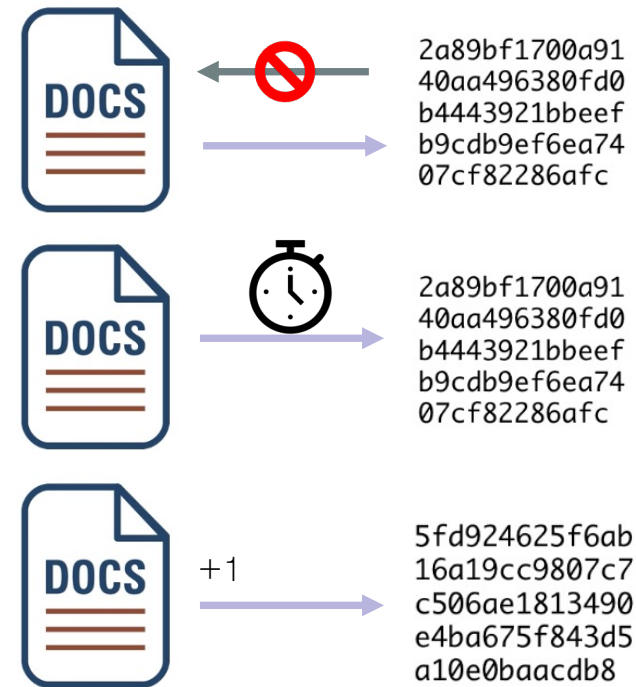 DOCS
2a89bf1700a91
40aa496380fd0
b4443921bbeef
b9cdb9ef6ea74
07cf82286afc
DOCS
2a89bf1700a91
40aa496380fd0
b4443921bbeef
b9cdb9ef6ea74
07cf82286afc
DOCS
+1
5fd924625f6ab
16a19cc9807c7
c506ae1813490
e4ba675f843d5
a10e0baacdb8